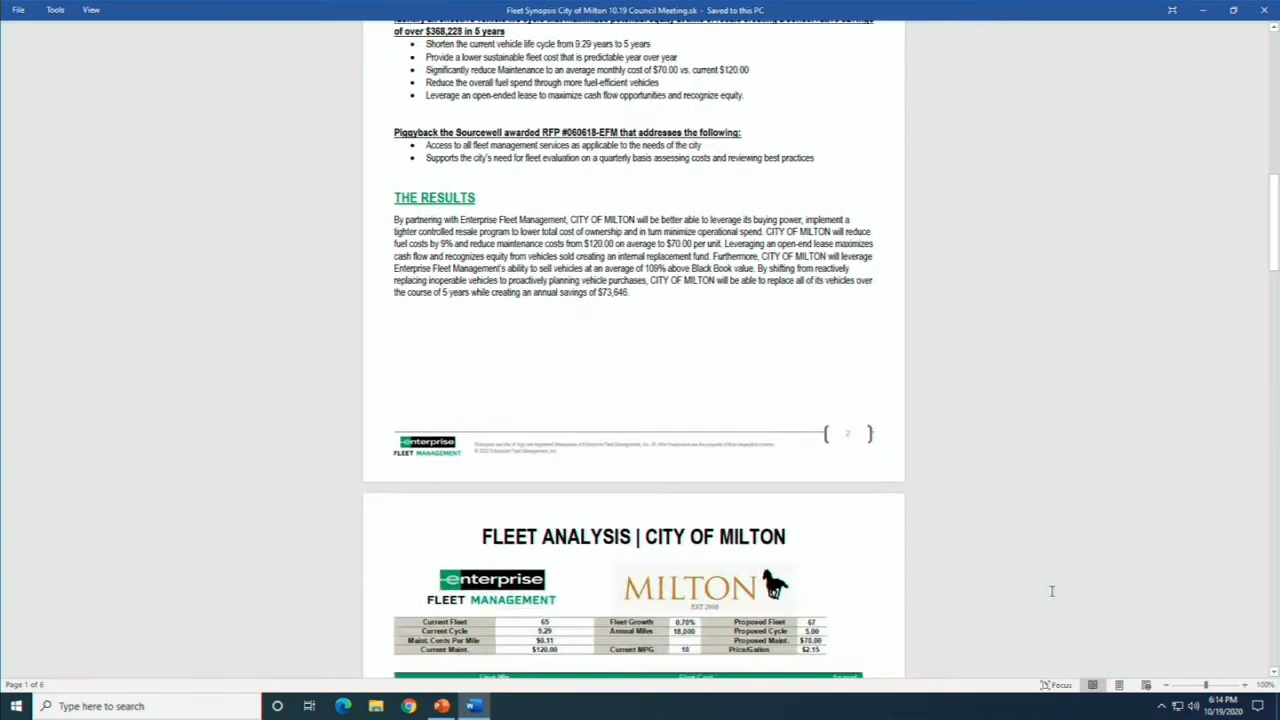 File Tools View Fleet Synopsis City of Milton 10.19 Council Meeting.sk - Saved to this PC
of over $368,228 in 5 years
• Shorten the current vehicle life cycle from 9.29 years to 5 years
• Provide a lower sustainable fleet cost that is predictable year over year
• Significantly reduce Maintenance to an average monthly cost of $70.00 vs. current $120.00
• Reduce the overall fuel spend through more fuel-efficient vehicles
• Leverage an open-ended lease to maximize cash flow opportunities and recognize equity.
Piggyback the Sourcewell awarded RFP #060618-EFM that addresses the following:
• Access to all fleet management services as applicable to the needs of the city
• Supports the city's need for fleet evaluation on a quarterly basis assessing costs and reviewing best practices
THE RESULTS
By partnering with Enterprise Fleet Management, CITY OF MILTON will be better able to leverage its buying power, implement a
tighter controlled resale program to lower total cost of ownership and in turn minimize operational spend. CITY OF MILTON will reduce
fuel costs by 9% and reduce maintenance costs from $120.00 on average to $70.00 per unit. Leveraging an open-end lease maximizes
cash flow and recognizes equity from vehicles sold creating an internal replacement fund. Furthermore, CITY OF MILTON will leverage
Enterprise Fleet Management's ability to sell vehicles at an average of 109% above Black Book value. By shifting from reactively
replacing inoperable vehicles to proactively planning vehicle purchases, CITY OF MILTON will be able to replace all of its vehicles over
the course of 5 years while creating an annual savings of $73,646.
enterprise
FLEET MANAGEMENT
2
FLEET ANALYSIS | CITY OF MILTON
enterprise
FLEET MANAGEMENT
MILTON
Current Fleet 65 Fleet Growth 0.70% Proposed Fleet 67
Current Cycle 9.29 Annual Miles 18,000 Proposed Cycle 5.00
Maint. Cents Per Mile $0.11 Proposed Maint. $70.00
Current Maint. $120.00 Current MPG 10 Price/Gallon $2.15
Page 1 of 6 Focus 100%
Type here to search
6:14 PM
10/19/2020